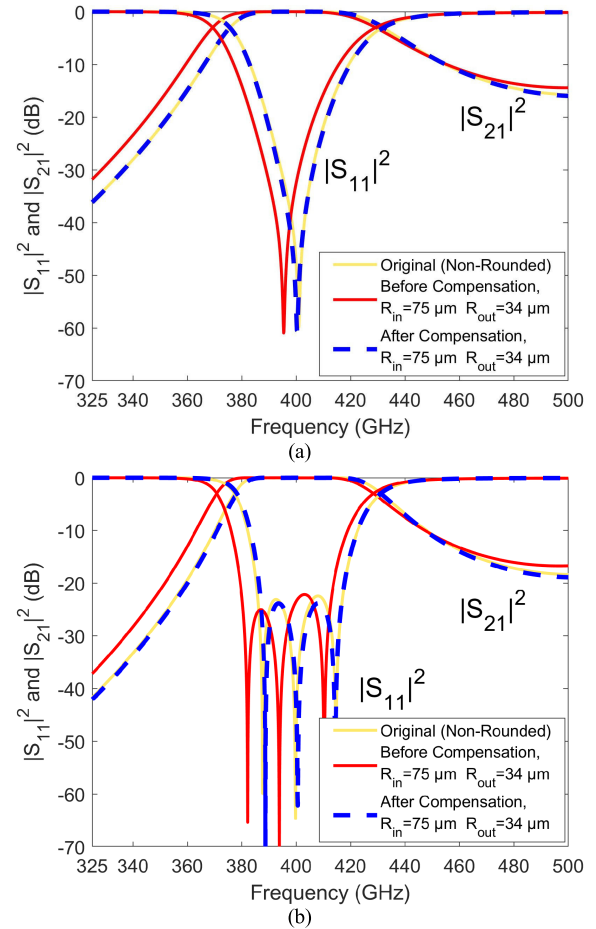 0
-10
-20
-30
-40
-50
-60
-70
|S11|² and |S21|² (dB)
|S21|²
|S11|²
Original (Non-Rounded)
Before Compensation,
Rin=75 µm Rout=34 µm
After Compensation,
Rin=75 µm Rout=34 µm
325 340 360 380 400 420 440 460 480 500
Frequency (GHz)
(a)
0
-10
-20
-30
-40
-50
-60
-70
|S11|² and |S21|² (dB)
|S21|²
|S11|²
Original (Non-Rounded)
Before Compensation,
Rin=75 µm Rout=34 µm
After Compensation,
Rin=75 µm Rout=34 µm
325 340 360 380 400 420 440 460 480 500
Frequency (GHz)
(b)